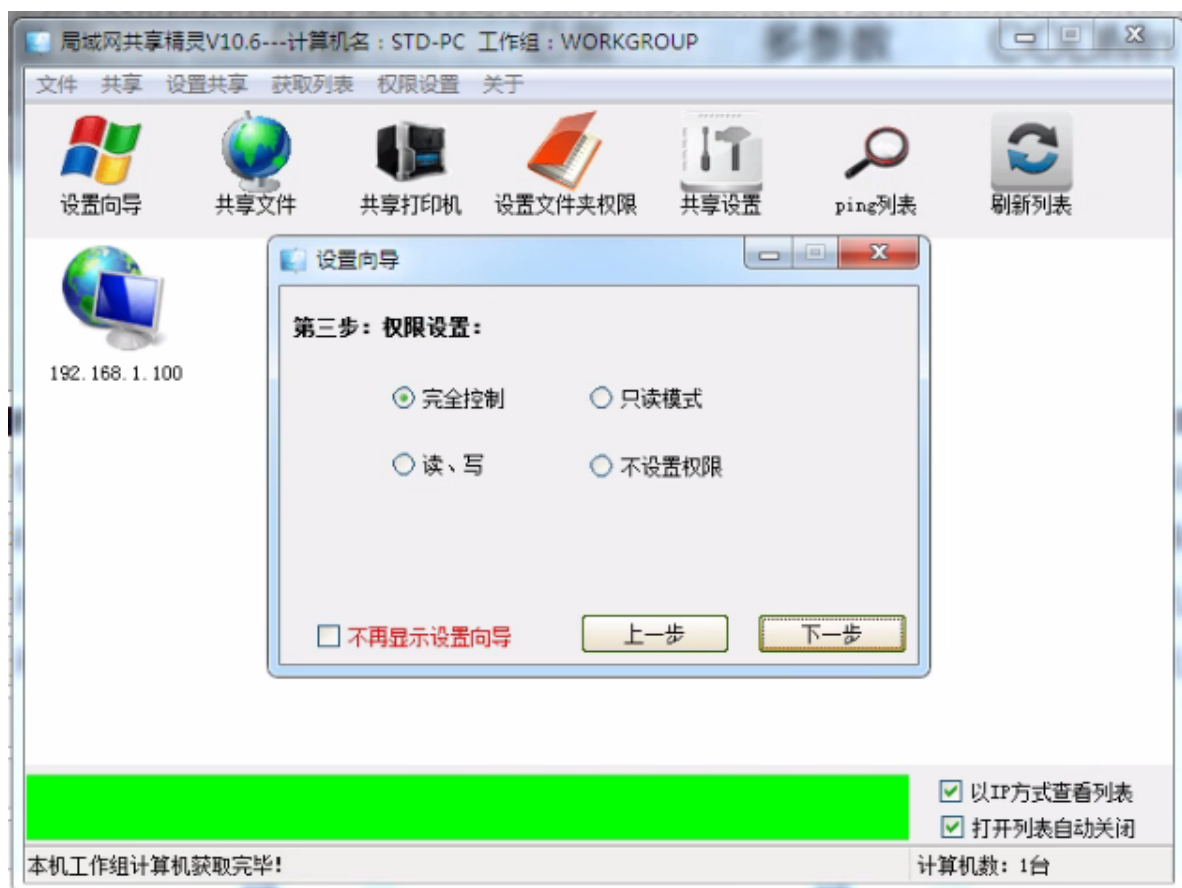 局域网共享精灵V10.6---计算机名：STD-PC 工作组：WORKGROUP
文件 共享 设置共享 获取列表 权限设置 关于
设置向导 共享文件 共享打印机 设置文件夹权限 共享设置 ping列表 刷新列表
192.168.1.100
设置向导
第三步：权限设置：
完全控制 只读模式
读、写 不设置权限
不再显示设置向导 上一步 下一步
以IP方式查看列表
打开列表自动关闭
本机工作组计算机获取完毕! 计算机数：1台